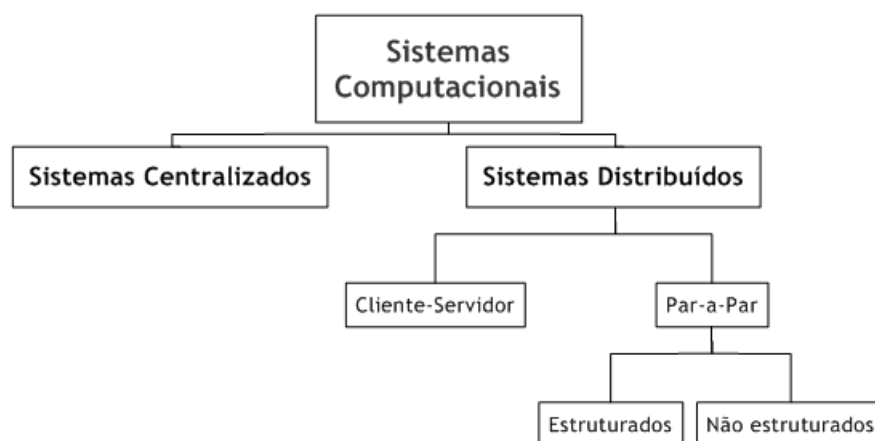 Sistemas
Computacionais
Sistemas Centralizados
Sistemas Distribuídos
Cliente-Servidor
Par-a-Par
Estruturados
Não estruturados